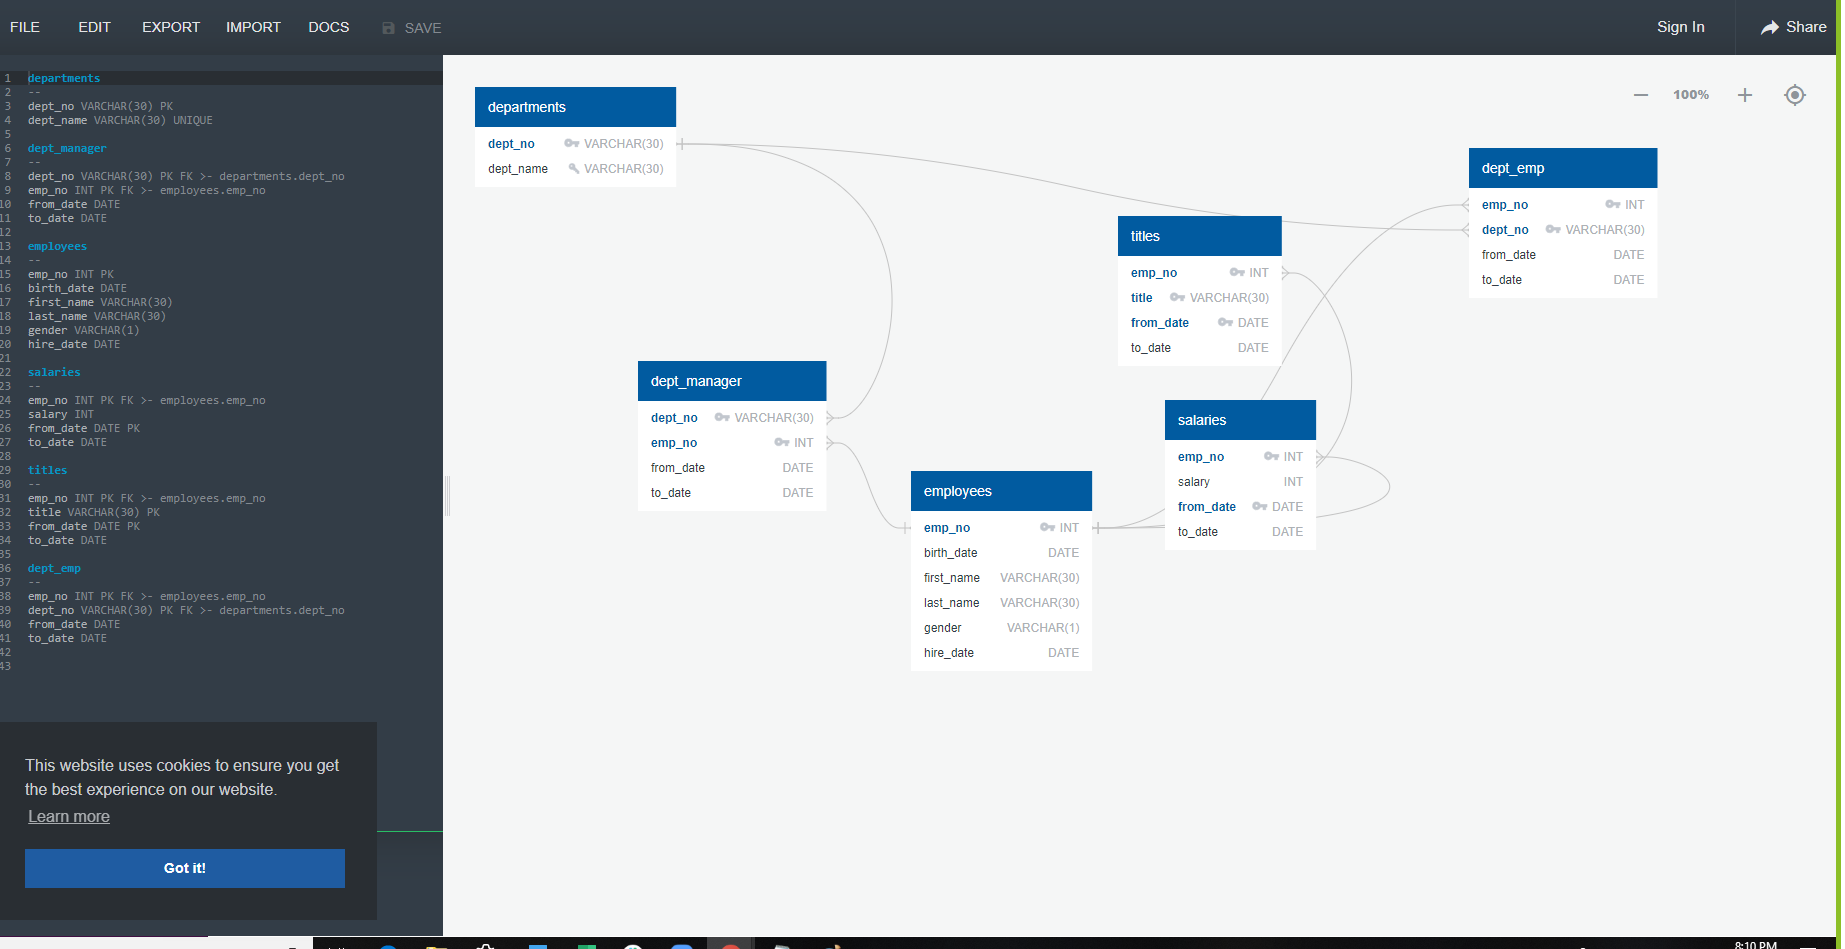 FILE EDIT EXPORT IMPORT DOCS SAVE Sign In Share
1 departments
2 --
3 dept_no VARCHAR(30) PK
4 dept_name VARCHAR(30) UNIQUE
5
6 dept_manager
7 --
8 dept_no VARCHAR(30) PK FK >- departments.dept_no
9 emp_no INT PK FK >- employees.emp_no
10 from_date DATE
11 to_date DATE
12
13 employees
14 --
15 emp_no INT PK
16 birth_date DATE
17 first_name VARCHAR(30)
18 last_name VARCHAR(30)
19 gender VARCHAR(1)
20 hire_date DATE
21
22 salaries
23 --
24 emp_no INT PK FK >- employees.emp_no
25 salary INT
26 from_date DATE PK
27 to_date DATE
28
29 titles
30 --
31 emp_no INT PK FK >- employees.emp_no
32 title VARCHAR(30) PK
33 from_date DATE PK
34 to_date DATE
35
36 dept_emp
37 --
38 emp_no INT PK FK >- employees.emp_no
39 dept_no VARCHAR(30) PK FK >- departments.dept_no
40 from_date DATE
41 to_date DATE
42
43
This website uses cookies to ensure you get
the best experience on our website.
Learn more
Got it!
100%
departments
dept_no VARCHAR(30)
dept_name VARCHAR(30)
dept_emp
emp_no INT
dept_no VARCHAR(30)
from_date DATE
to_date DATE
titles
emp_no INT
title VARCHAR(30)
from_date DATE
to_date DATE
dept_manager
dept_no VARCHAR(30)
emp_no INT
from_date DATE
to_date DATE
salaries
emp_no INT
salary INT
from_date DATE
to_date DATE
employees
emp_no INT
birth_date DATE
first_name VARCHAR(30)
last_name VARCHAR(30)
gender VARCHAR(1)
hire_date DATE
8:10 PM